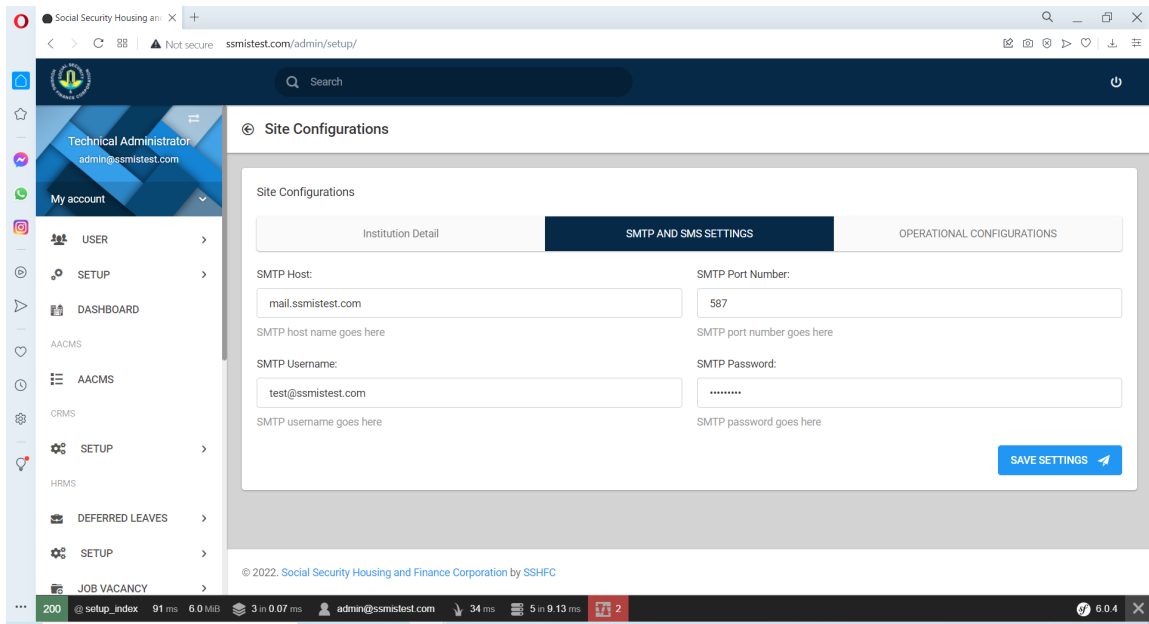 Social Security Housing and
Not secure ssmistest.com/admin/setup/
Search
Technical Administrator
admin@ssmistest.com
My account
USER
SETUP
DASHBOARD
AACMS
AACMS
CRMS
SETUP
HRMS
DEFERRED LEAVES
SETUP
JOB VACANCY
Site Configurations
Site Configurations
Institution Detail
SMTP AND SMS SETTINGS
OPERATIONAL CONFIGURATIONS
SMTP Host:
mail.ssmistest.com
SMTP host name goes here
SMTP Port Number:
587
SMTP port number goes here
SMTP Username:
test@ssmistest.com
SMTP username goes here
SMTP Password:
•••••••••
SMTP password goes here
SAVE SETTINGS
© 2022. Social Security Housing and Finance Corporation by SSHFC
200 @ setup_index 91 ms 6.0 MiB 3 in 0.07 ms admin@ssmistest.com 34 ms 5 in 9.13 ms 2 sf 6.0.4